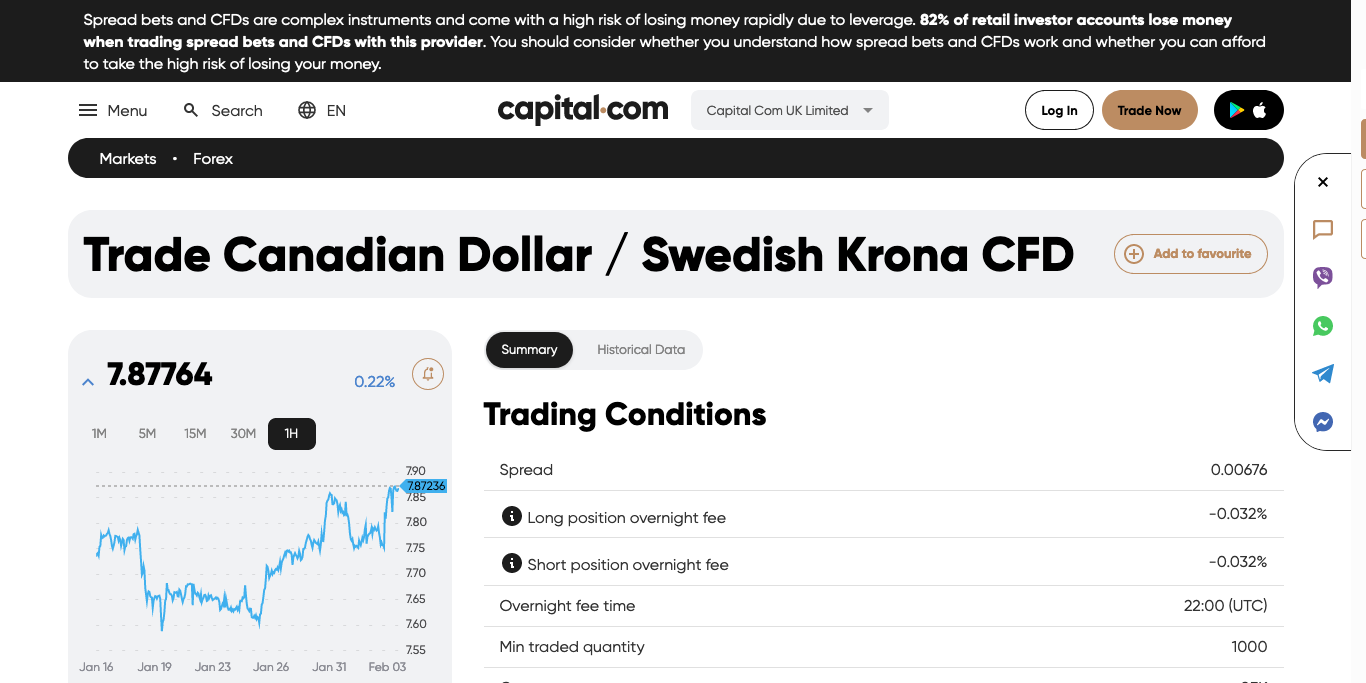 Spread bets and CFDs are complex instruments and come with a high risk of losing money rapidly due to leverage. 82% of retail investor accounts lose money
when trading spread bets and CFDs with this provider. You should consider whether you understand how spread bets and CFDs work and whether you can afford
to take the high risk of losing your money.
Menu Search EN capital.com Capital Com UK Limited Log In Trade Now
Markets • Forex
Trade Canadian Dollar / Swedish Krona CFD Add to favourite
7.87764 0.22%
1M 5M 15M 30M 1H
7.90
7.87236
7.85
7.80
7.75
7.70
7.65
7.60
7.55
Jan 16 Jan 19 Jan 23 Jan 26 Jan 31 Feb 03
Summary Historical Data
Trading Conditions
Spread 0.00676
Long position overnight fee -0.032%
Short position overnight fee -0.032%
Overnight fee time 22:00 (UTC)
Min traded quantity 1000